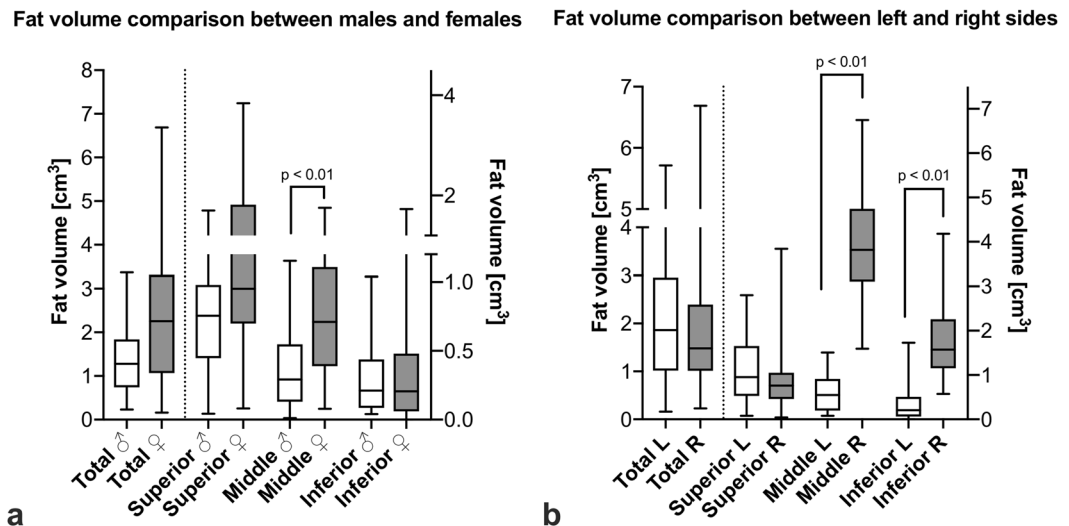 Fat volume comparison between males and females
8
7
6
5
4
3
2
1
0
Fat volume [cm³]
p < 0.01
4
2
1.0
0.5
0.0
Fat volume [cm³]
Total ♂
Total ♀
Superior ♂
Superior ♀
Middle ♂
Middle ♀
Inferior ♂
Inferior ♀
a
Fat volume comparison between left and right sides
7
6
5
4
3
2
1
0
Fat volume [cm³]
p < 0.01
p < 0.01
7
6
5
4
3
2
1
0
Fat volume [cm³]
Total L
Total R
Superior L
Superior R
Middle L
Middle R
Inferior L
Inferior R
b